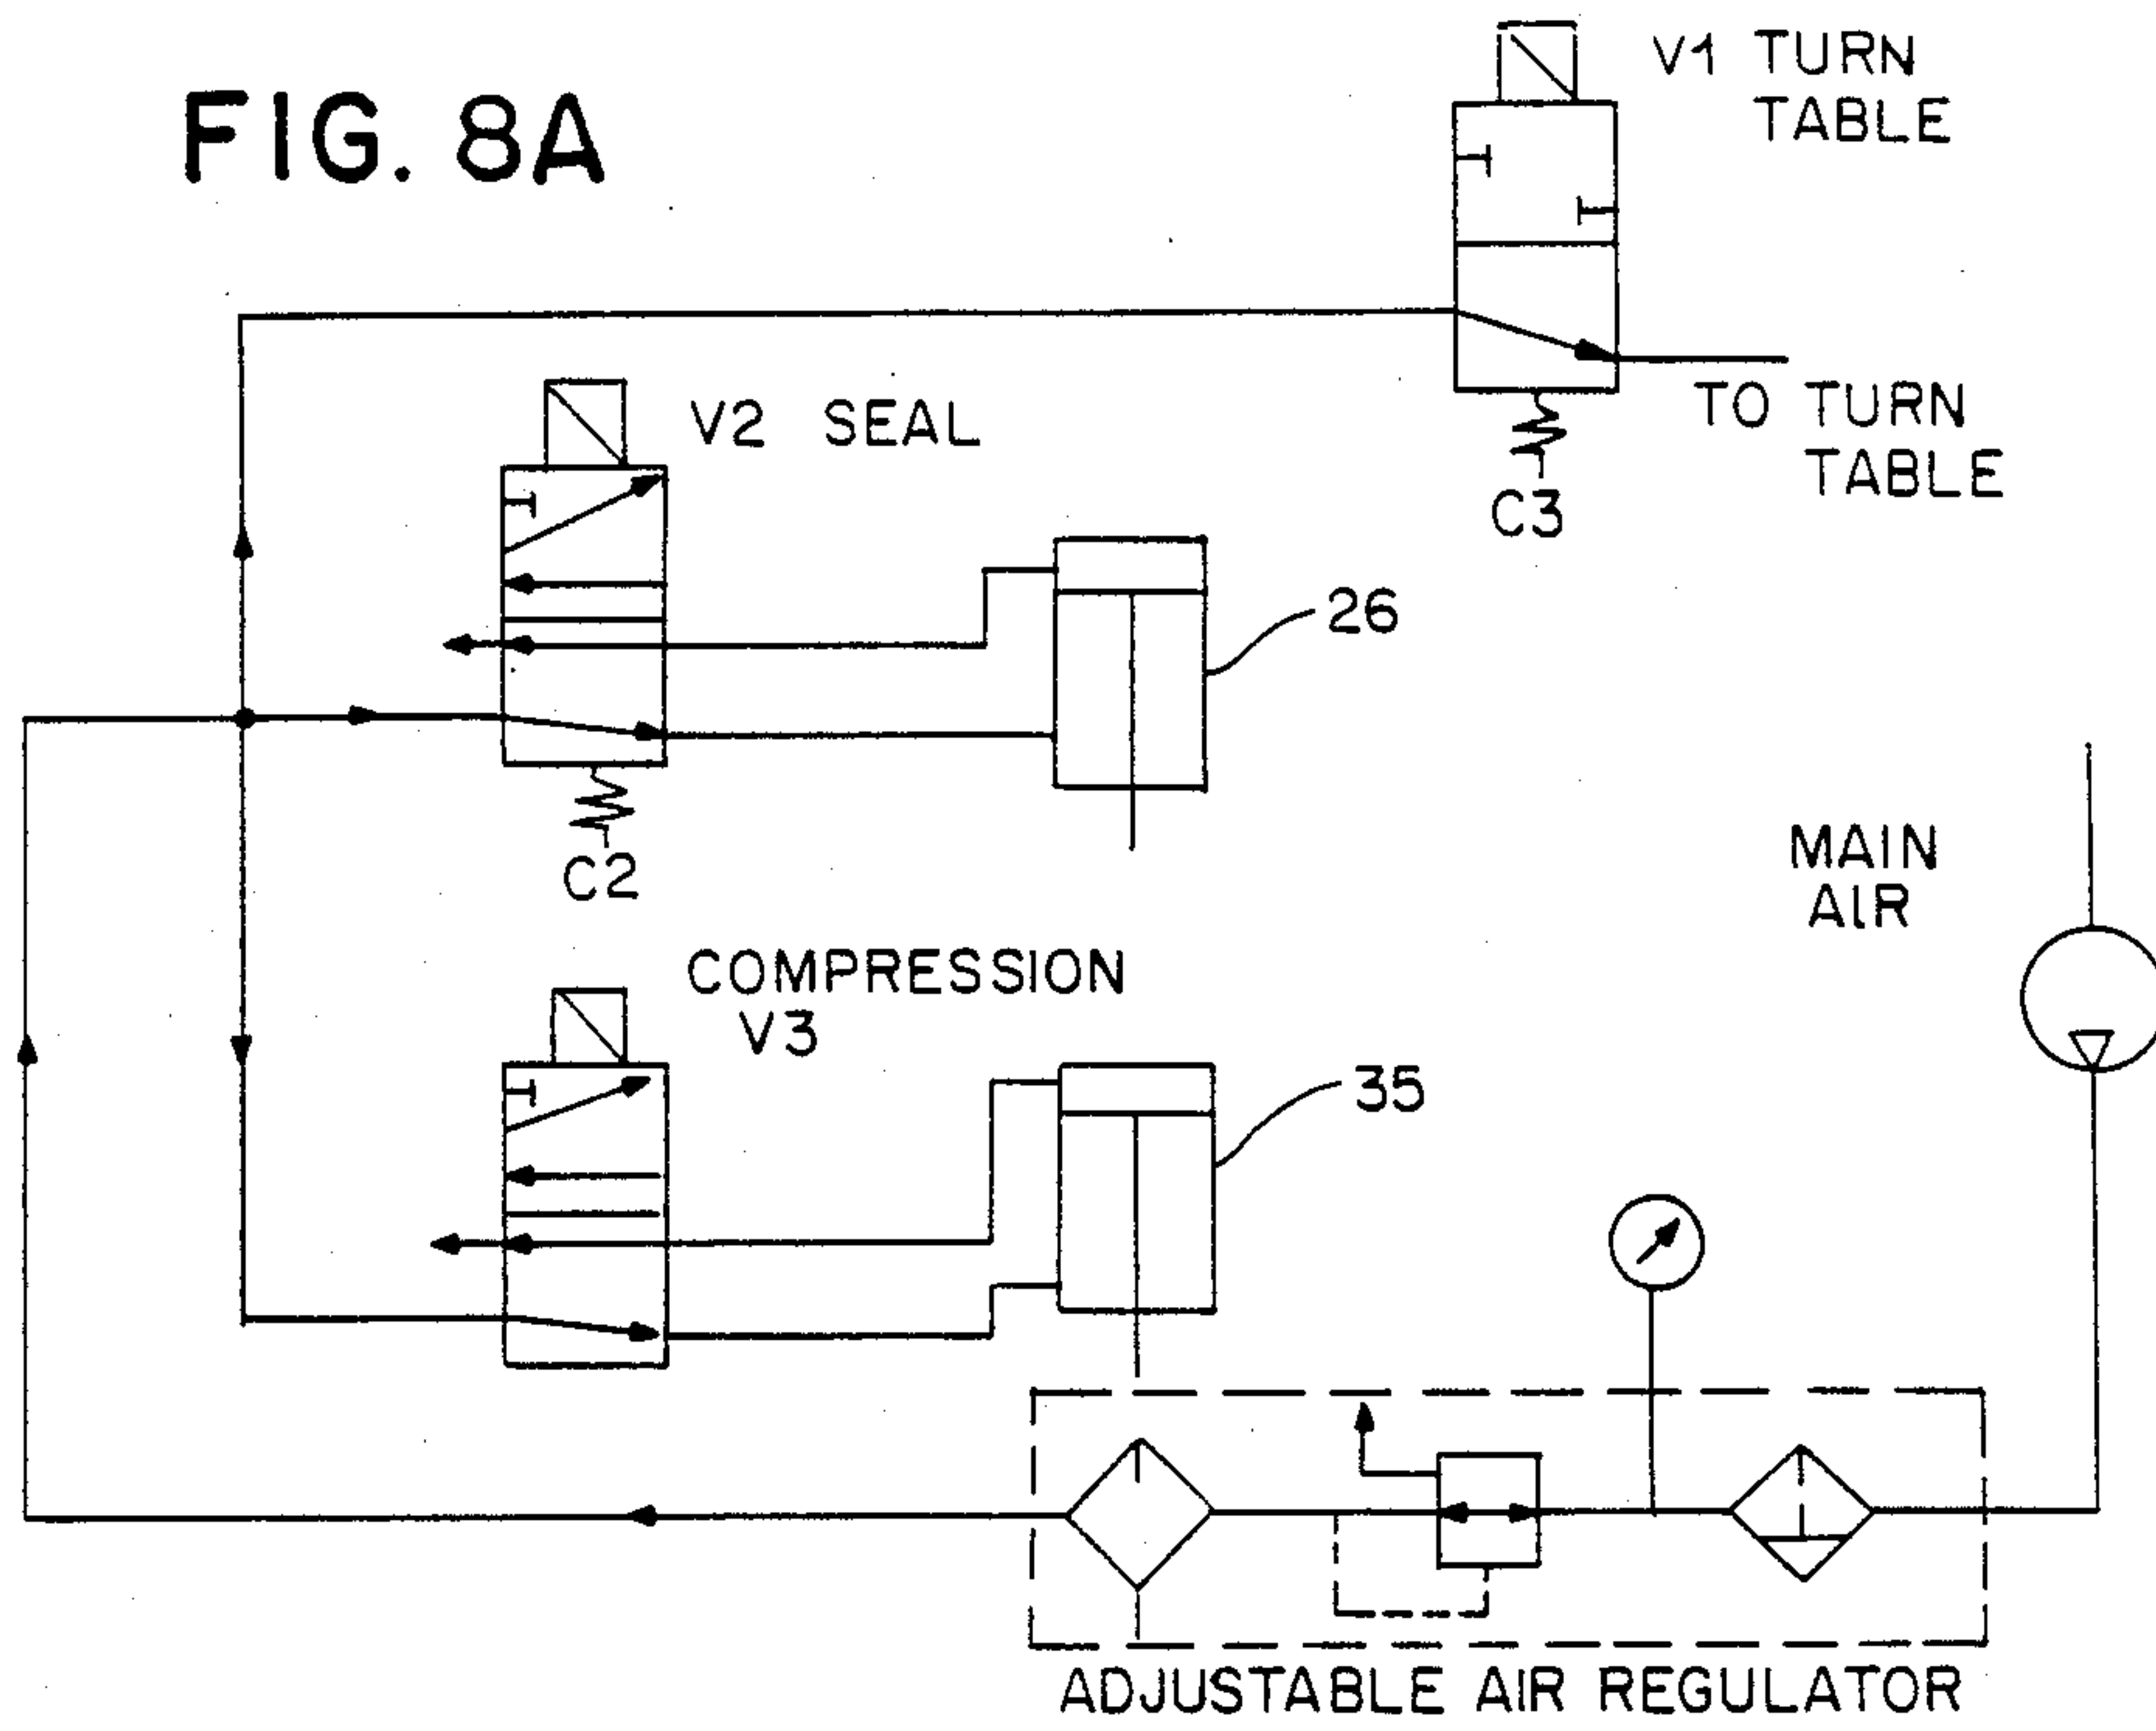 FIG. 8A
V1 TURN
TABLE
TO TURN
TABLE
C3
V2 SEAL
26
C2
MAIN
AIR
COMPRESSION
V3
35
ADJUSTABLE AIR REGULATOR